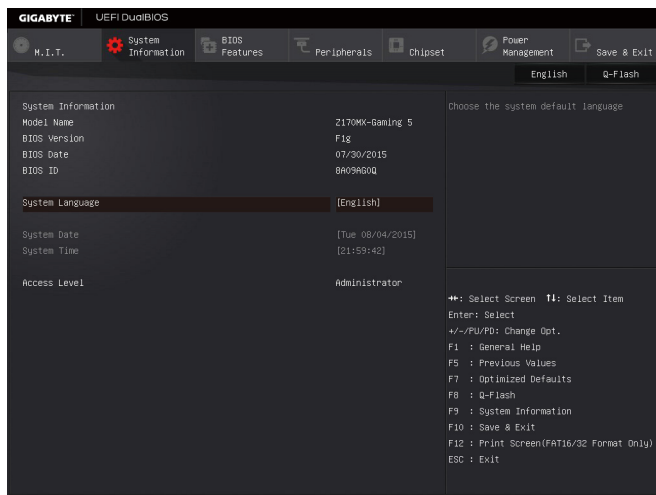 GIGABYTE™ UEFI DualBIOS
M.I.T. System Information BIOS Features Peripherals Chipset Power Management Save & Exit
English Q-Flash
System Information
Model Name Z170MX-Gaming 5
BIOS Version F1g
BIOS Date 07/30/2015
BIOS ID 8A09AG0Q
System Language [English]
System Date [Tue 08/04/2015]
System Time [21:59:42]
Access Level Administrator
Choose the system default language
→←: Select Screen ↑↓: Select Item
Enter: Select
+/-/PU/PD: Change Opt.
F1 : General Help
F5 : Previous Values
F7 : Optimized Defaults
F8 : Q-Flash
F9 : System Information
F10 : Save & Exit
F12 : Print Screen(FAT16/32 Format Only)
ESC : Exit